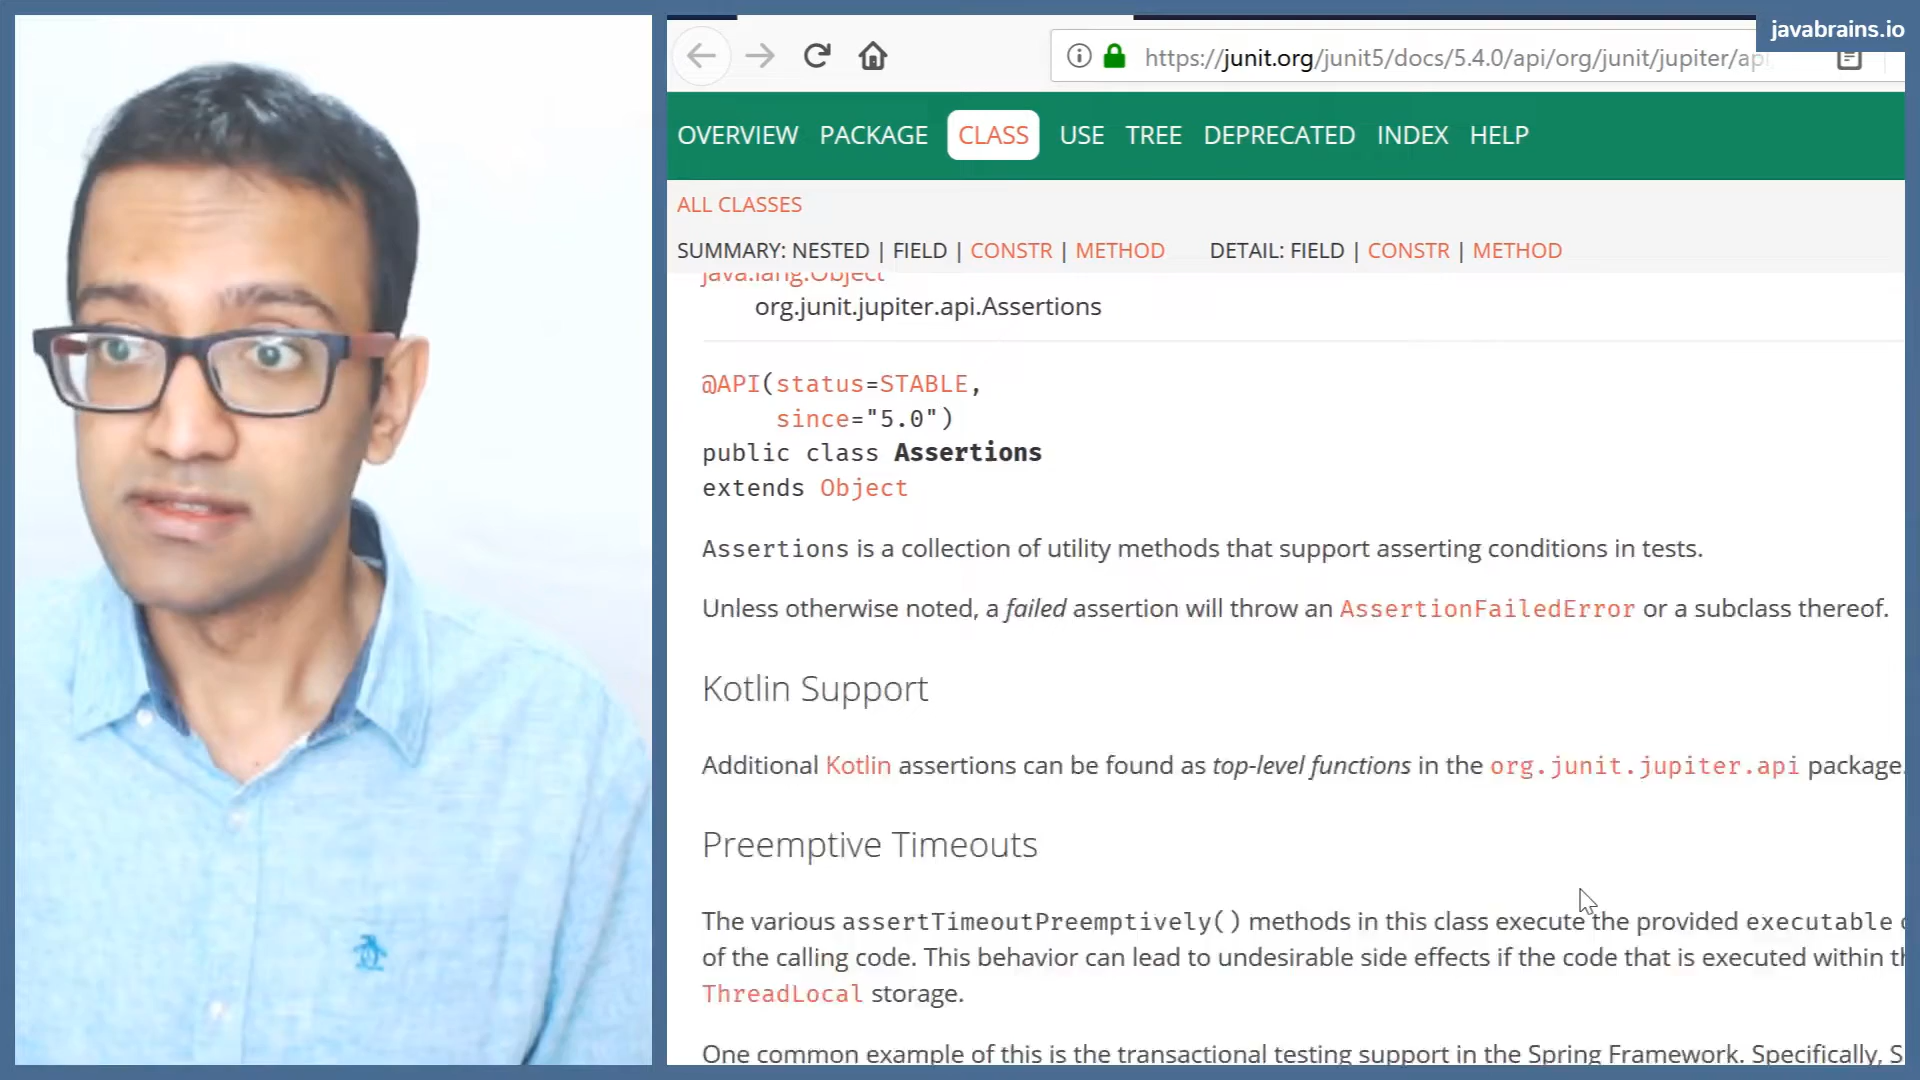 javabrains.io
https://junit.org/junit5/docs/5.4.0/api/org/junit/jupiter/api
OVERVIEW PACKAGE CLASS USE TREE DEPRECATED INDEX HELP
ALL CLASSES
SUMMARY: NESTED | FIELD | CONSTR | METHOD DETAIL: FIELD | CONSTR | METHOD
java.lang.Object
org.junit.jupiter.api.Assertions
@API(status=STABLE,
since="5.0")
public class Assertions
extends Object
Assertions is a collection of utility methods that support asserting conditions in tests.
Unless otherwise noted, a failed assertion will throw an AssertionFailedError or a subclass thereof.
Kotlin Support
Additional Kotlin assertions can be found as top-level functions in the org.junit.jupiter.api package.
Preemptive Timeouts
The various assertTimeoutPreemptively() methods in this class execute the provided executable
of the calling code. This behavior can lead to undesirable side effects if the code that is executed within
ThreadLocal storage.
One common example of this is the transactional testing support in the Spring Framework. Specifically, S